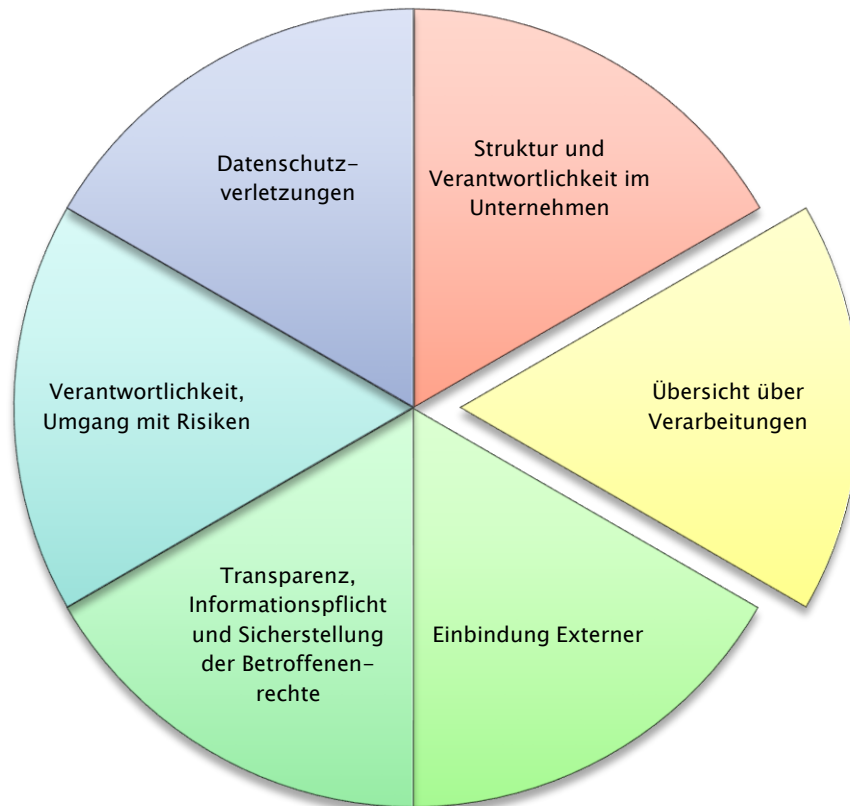 Struktur und
Verantwortlichkeit im
Unternehmen
Übersicht über
Verarbeitungen
Einbindung Externer
Transparenz,
Informationspflicht
und Sicherstellung
der Betroffenen-
rechte
Verantwortlichkeit,
Umgang mit Risiken
Datenschutz-
verletzungen